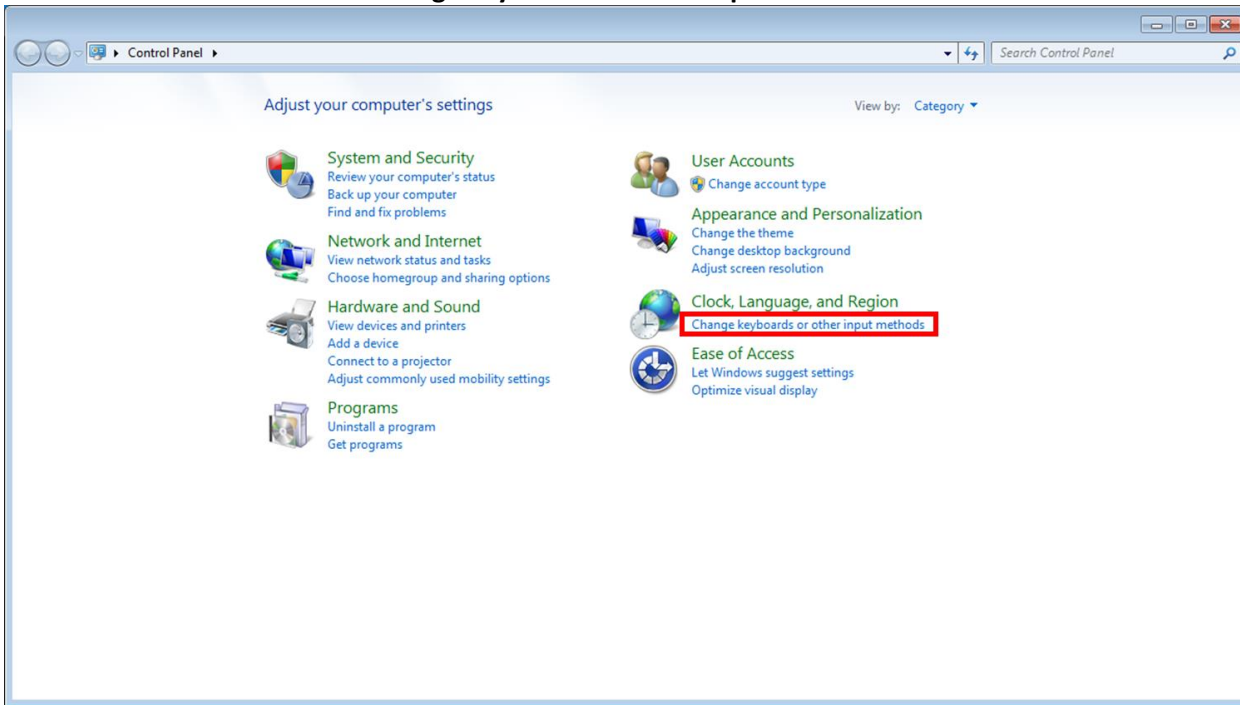 Control Panel
Search Control Panel
Adjust your computer's settings
View by: Category
System and Security
Review your computer's status
Back up your computer
Find and fix problems
Network and Internet
View network status and tasks
Choose homegroup and sharing options
Hardware and Sound
View devices and printers
Add a device
Connect to a projector
Adjust commonly used mobility settings
Programs
Uninstall a program
Get programs
User Accounts
Change account type
Appearance and Personalization
Change the theme
Change desktop background
Adjust screen resolution
Clock, Language, and Region
Change keyboards or other input methods
Ease of Access
Let Windows suggest settings
Optimize visual display